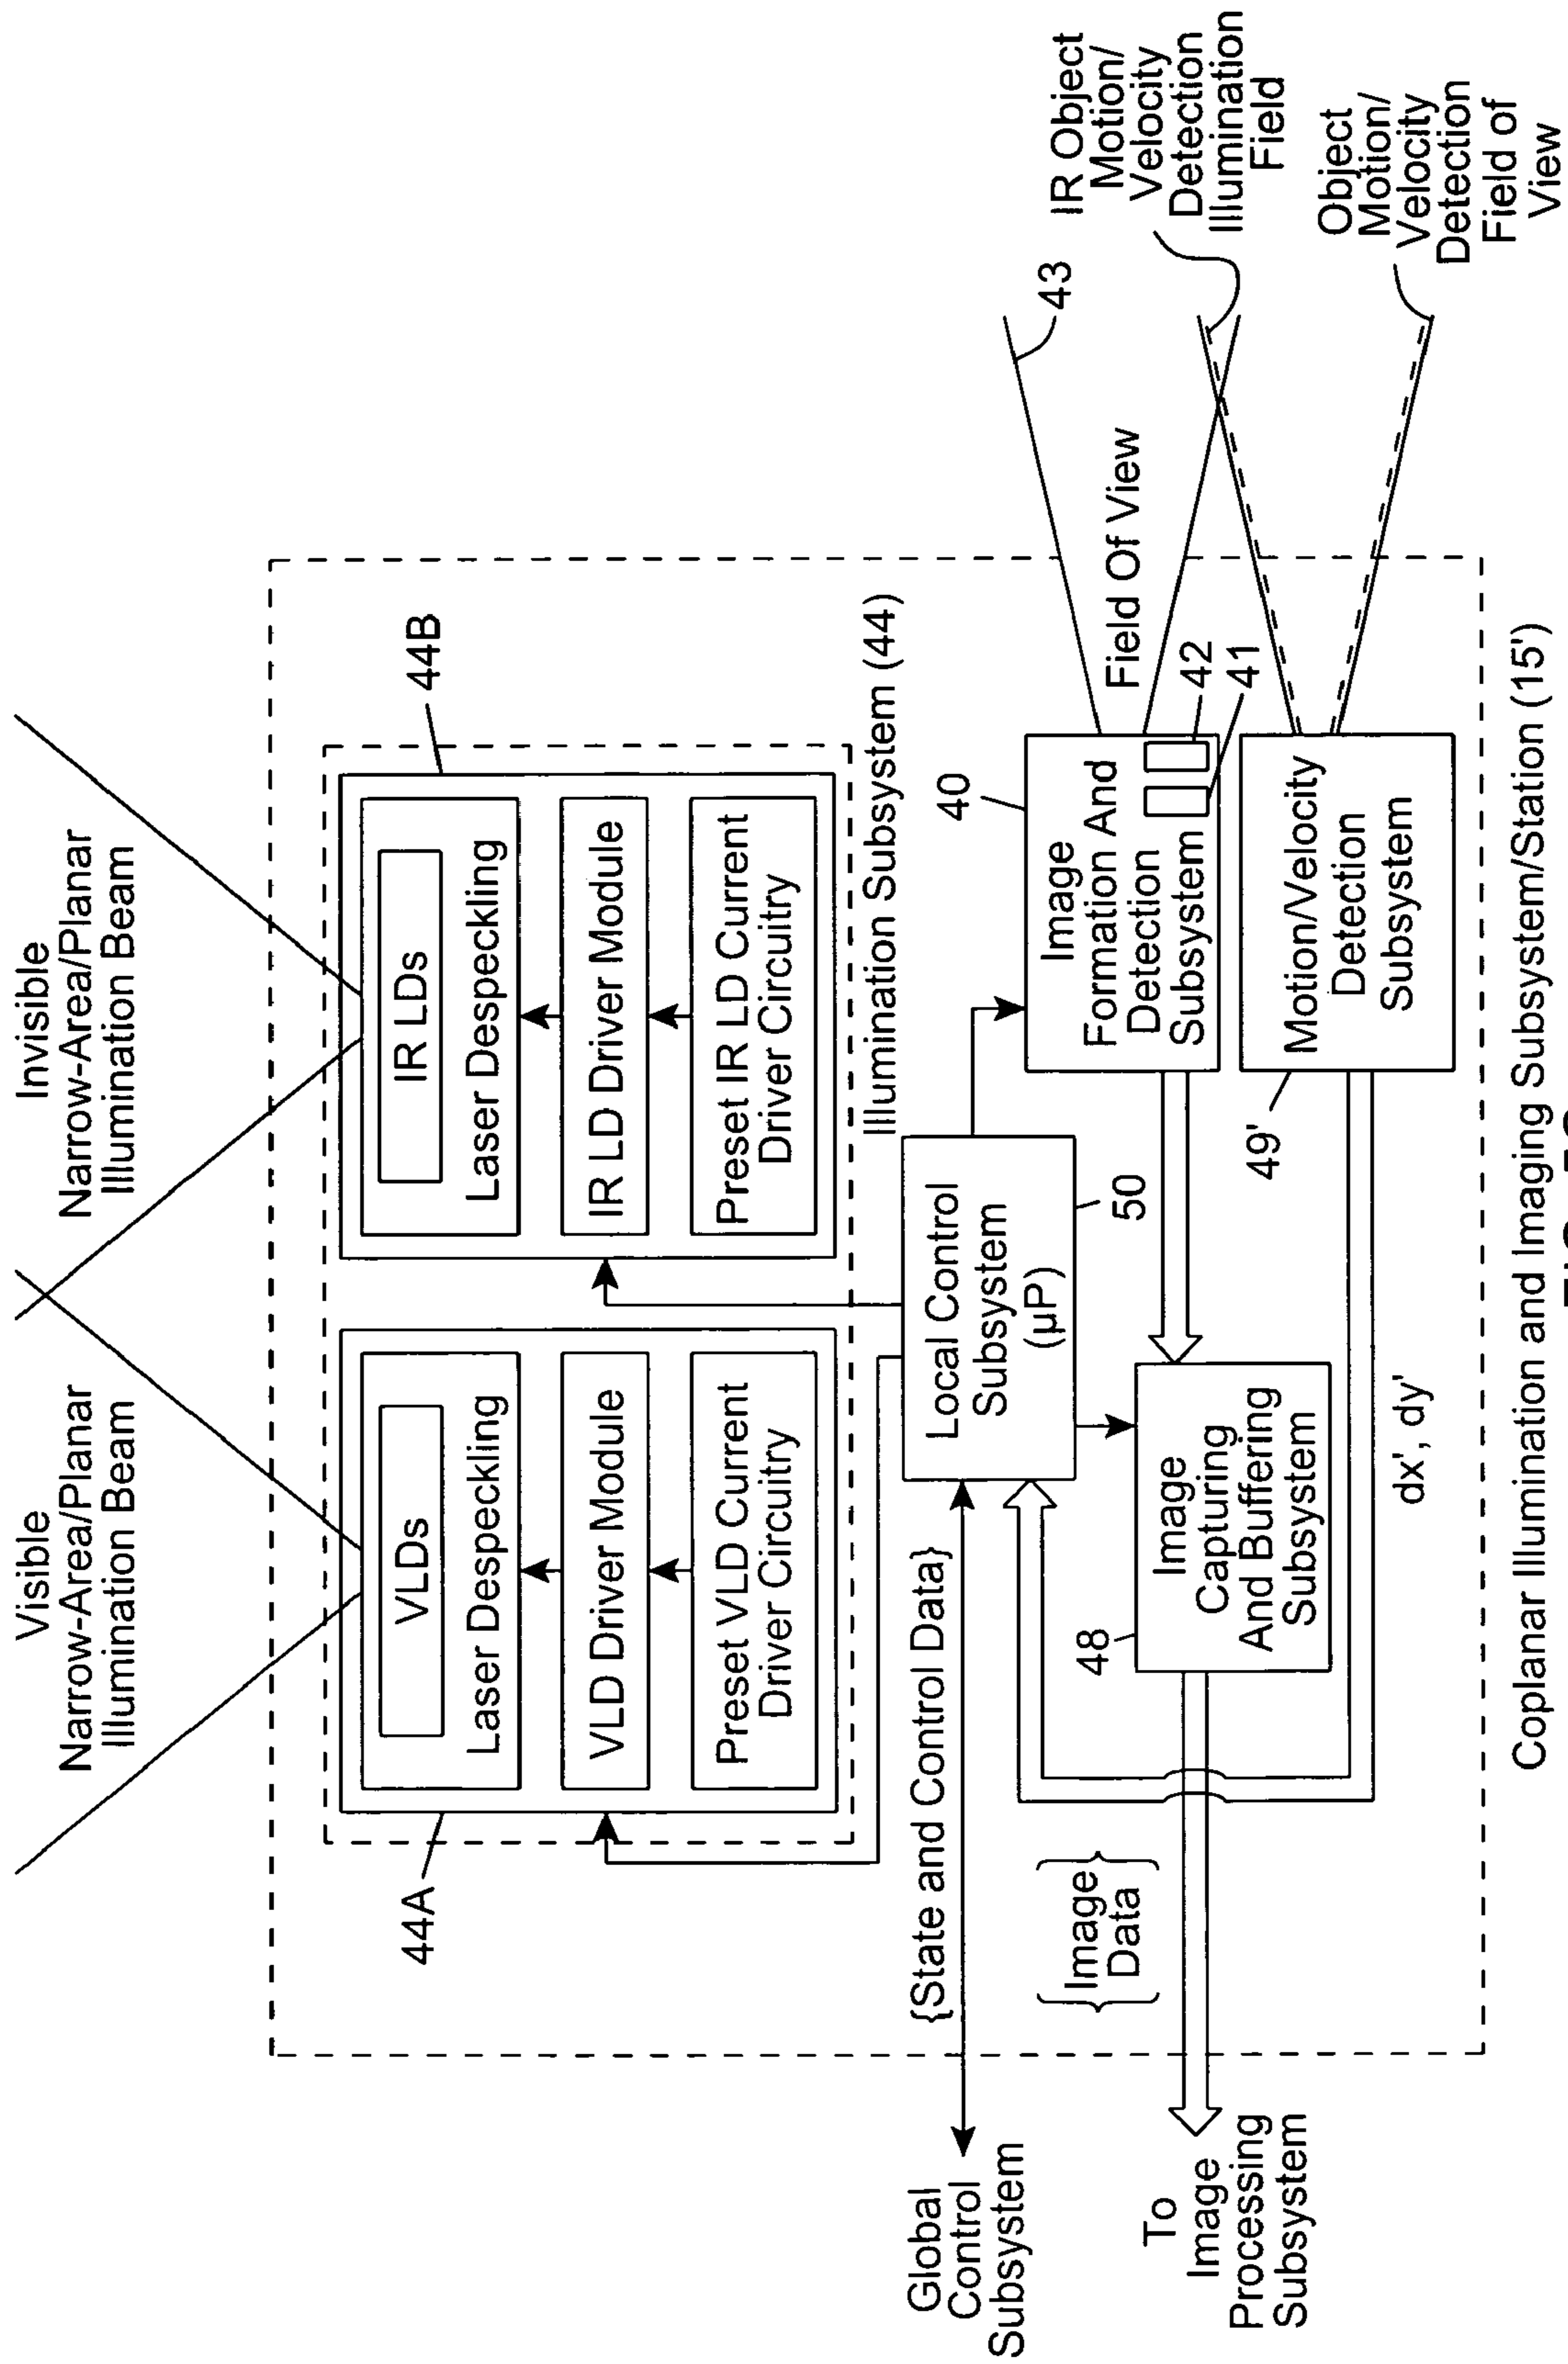 Visible
Narrow-Area/Planar
Illumination Beam
Invisible
Narrow-Area/Planar
Illumination Beam
44A
VLDs
Laser Despeckling
VLD Driver Module
Preset VLD Current
Driver Circuitry
44B
IR LDs
Laser Despeckling
IR LD Driver Module
Preset IR LD Current
Driver Circuitry
Illumination Subsystem (44)
Global
Control
Subsystem
{State and Control Data}
Local Control
Subsystem
(µP)
50
40
Image
Formation And
Detection
Subsystem
42
41
Field Of View
43
IR Object
Motion/
Velocity
Detection
Illumination
Field
Object
Motion/
Velocity
Detection
Field of
View
To
Image
Processing
Subsystem
{Image
Data}
48
Image
Capturing
And Buffering
Subsystem
49'
Motion/Velocity
Detection
Subsystem
dx', dy'
Coplanar Illumination and Imaging Subsystem/Station (15')